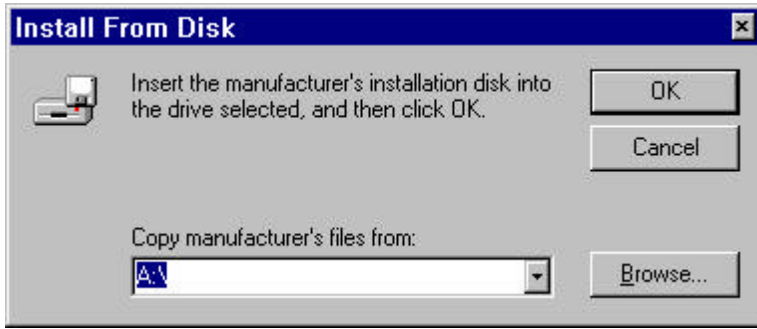 Install From Disk
Insert the manufacturer's installation disk into
the drive selected, and then click OK.
OK
Cancel
Copy manufacturer's files from:
A:\
Browse...